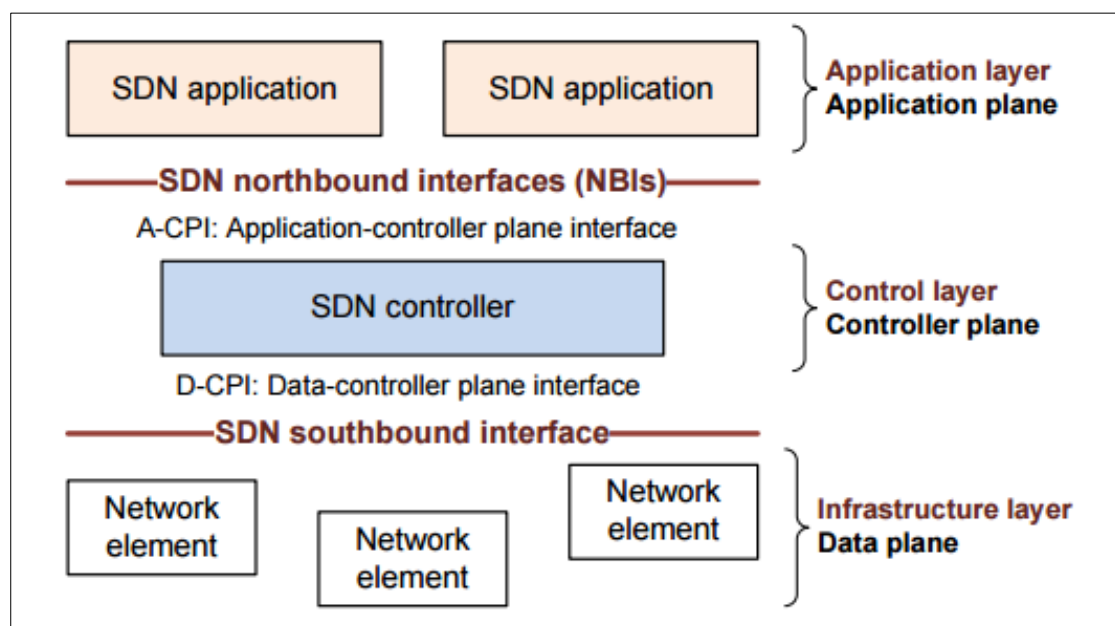 SDN application
SDN application
Application layer
Application plane
SDN northbound interfaces (NBIs)
A-CPI: Application-controller plane interface
SDN controller
Control layer
Controller plane
D-CPI: Data-controller plane interface
SDN southbound interface
Network
element
Network
element
Network
element
Infrastructure layer
Data plane